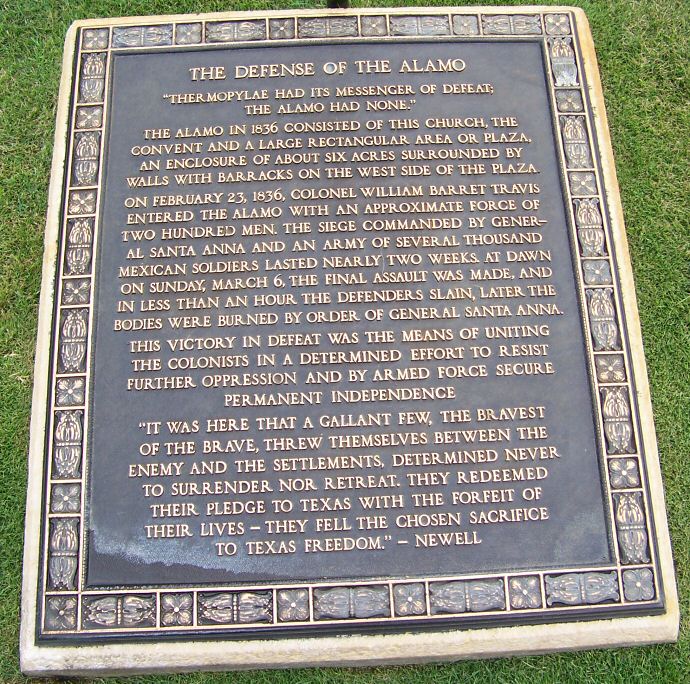 THE DEFENSE OF THE ALAMO
"THERMOPYLAE HAD ITS MESSENGER OF DEFEAT;
THE ALAMO HAD NONE."
THE ALAMO IN 1836 CONSISTED OF THIS CHURCH, THE
CONVENT AND A LARGE RECTANGULAR AREA OR PLAZA,
AN ENCLOSURE OF ABOUT SIX ACRES SURROUNDED BY
WALLS WITH BARRACKS ON THE WEST SIDE OF THE PLAZA.
ON FEBRUARY 23, 1836, COLONEL WILLIAM BARRET TRAVIS
ENTERED THE ALAMO WITH AN APPROXIMATE FORCE OF
TWO HUNDRED MEN. THE SIEGE COMMANDED BY GENER-
AL SANTA ANNA AND AN ARMY OF SEVERAL THOUSAND
MEXICAN SOLDIERS LASTED NEARLY TWO WEEKS. AT DAWN
ON SUNDAY, MARCH 6, THE FINAL ASSAULT WAS MADE, AND
IN LESS THAN AN HOUR THE DEFENDERS SLAIN, LATER THE
BODIES WERE BURNED BY ORDER OF GENERAL SANTA ANNA.
THIS VICTORY IN DEFEAT WAS THE MEANS OF UNITING
THE COLONISTS IN A DETERMINED EFFORT TO RESIST
FURTHER OPPRESSION AND BY ARMED FORCE SECURE
PERMANENT INDEPENDENCE
"IT WAS HERE THAT A GALLANT FEW, THE BRAVEST
OF THE BRAVE, THREW THEMSELVES BETWEEN THE
ENEMY AND THE SETTLEMENTS, DETERMINED NEVER
TO SURRENDER NOR RETREAT. THEY REDEEMED
THEIR PLEDGE TO TEXAS WITH THE FORFEIT OF
THEIR LIVES – THEY FELL THE CHOSEN SACRIFICE
TO TEXAS FREEDOM." – NEWELL